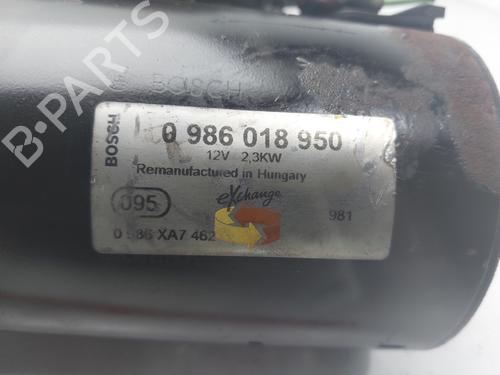 BOSCH
BOSCH
0 986 018 950
12V 2,3KW
Remanufactured in Hungary
eXchange
095
981
0 986 XA7 462
B-PARTS